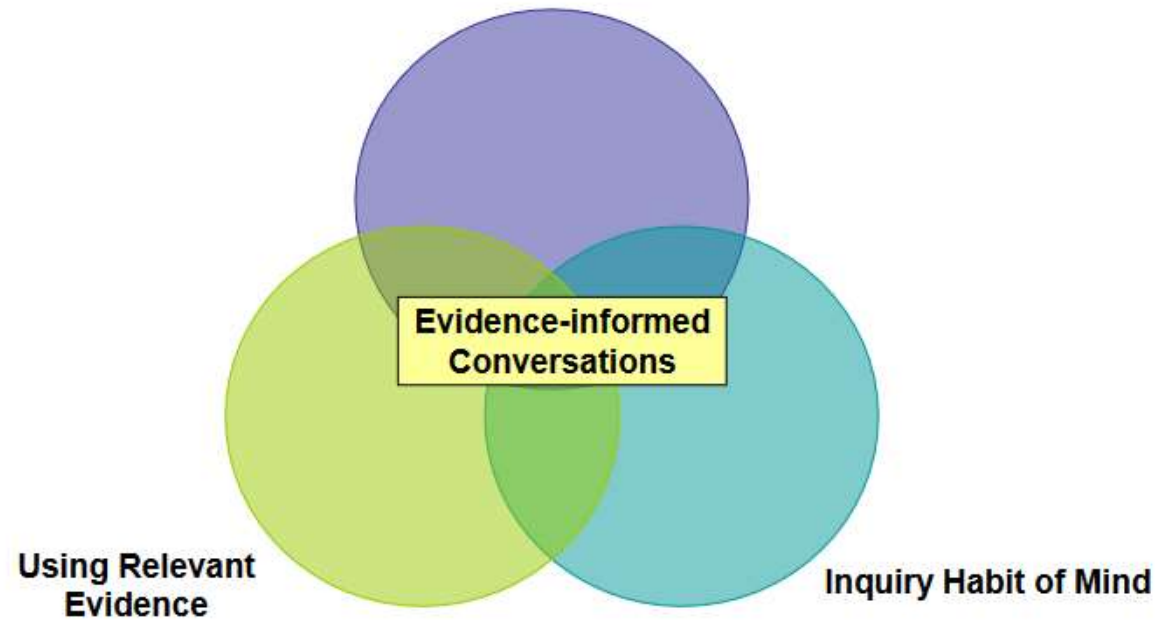 Evidence-informed
Conversations
Using Relevant
Evidence
Inquiry Habit of Mind